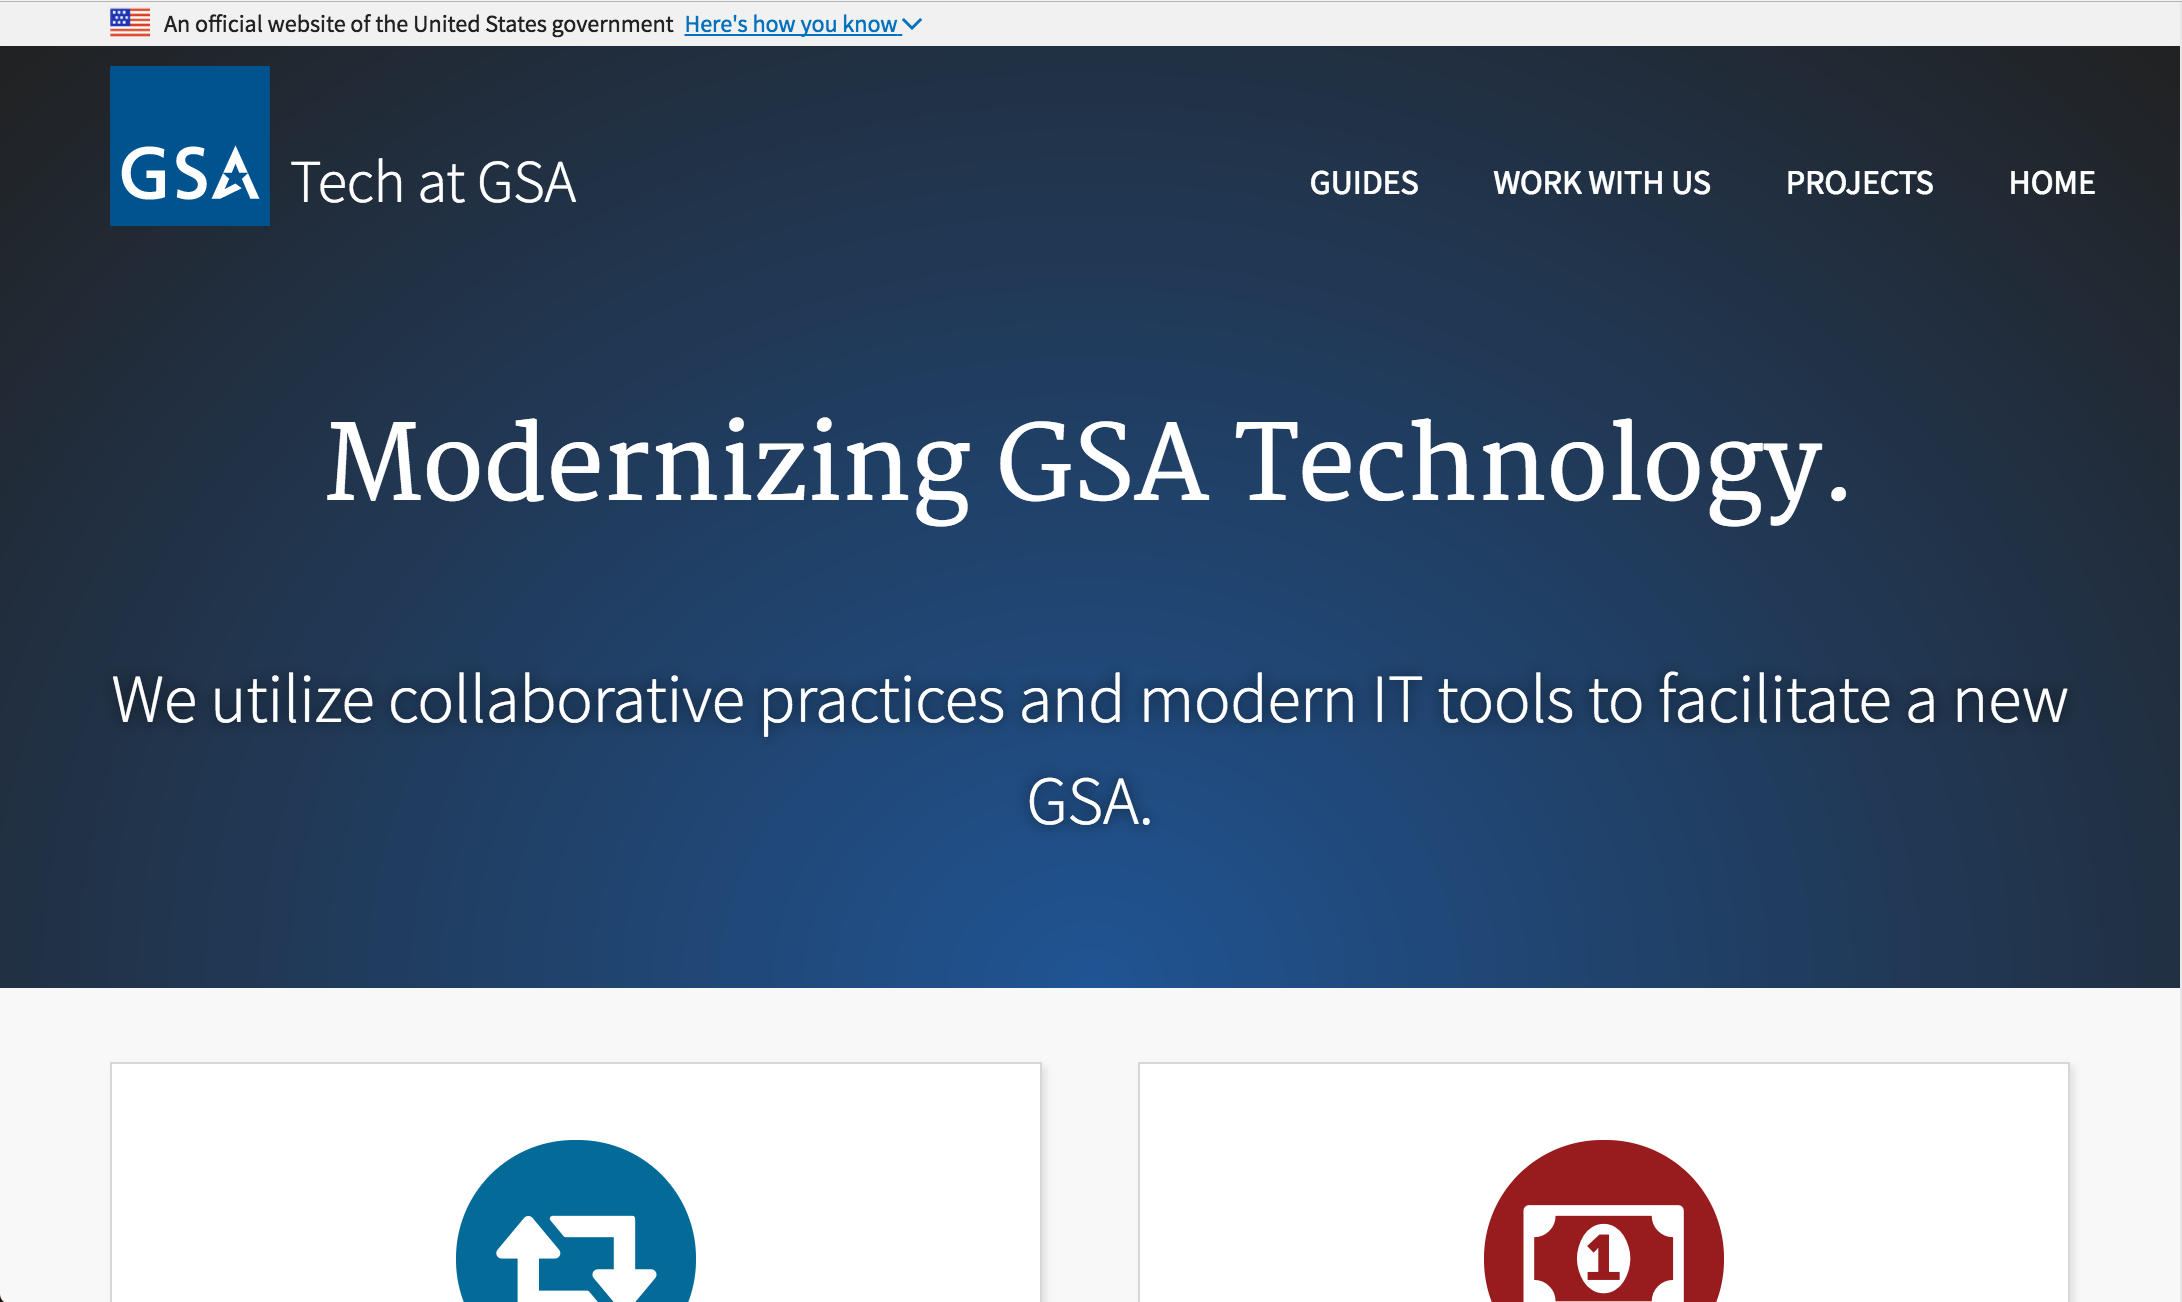 An official website of the United States government Here's how you know
GSA
Tech at GSA
GUIDES WORK WITH US PROJECTS HOME
Modernizing GSA Technology.
We utilize collaborative practices and modern IT tools to facilitate a new
GSA.
1